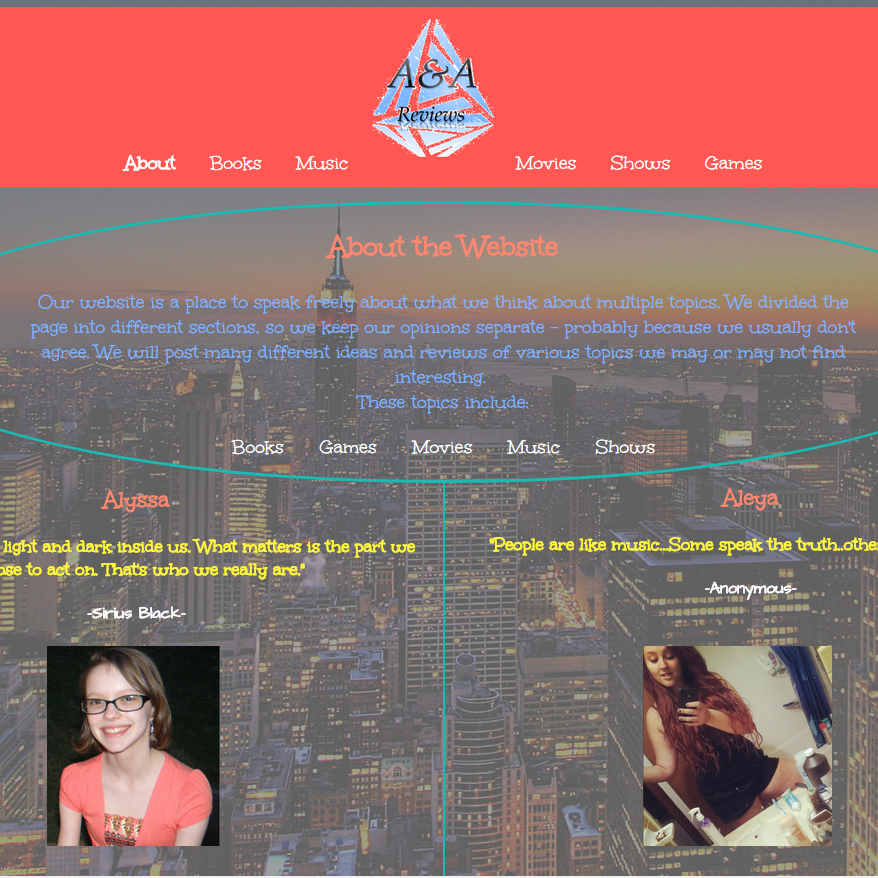 A&A
Reviews
About Books Music Movies Shows Games
About the Website
Our website is a place to speak freely about what we think about multiple topics. We divided the
page into different sections, so we keep our opinions separate - probably because we usually don't
agree. We will post many different ideas and reviews of various topics we may or may not find
interesting.
These topics include:
Books Games Movies Music Shows
Alyssa
light and dark inside us. What matters is the part we
to act on. That's who we really are."
-Sirius Black-
Aleya
"People are like music...Some speak the truth..
-Anonymous-